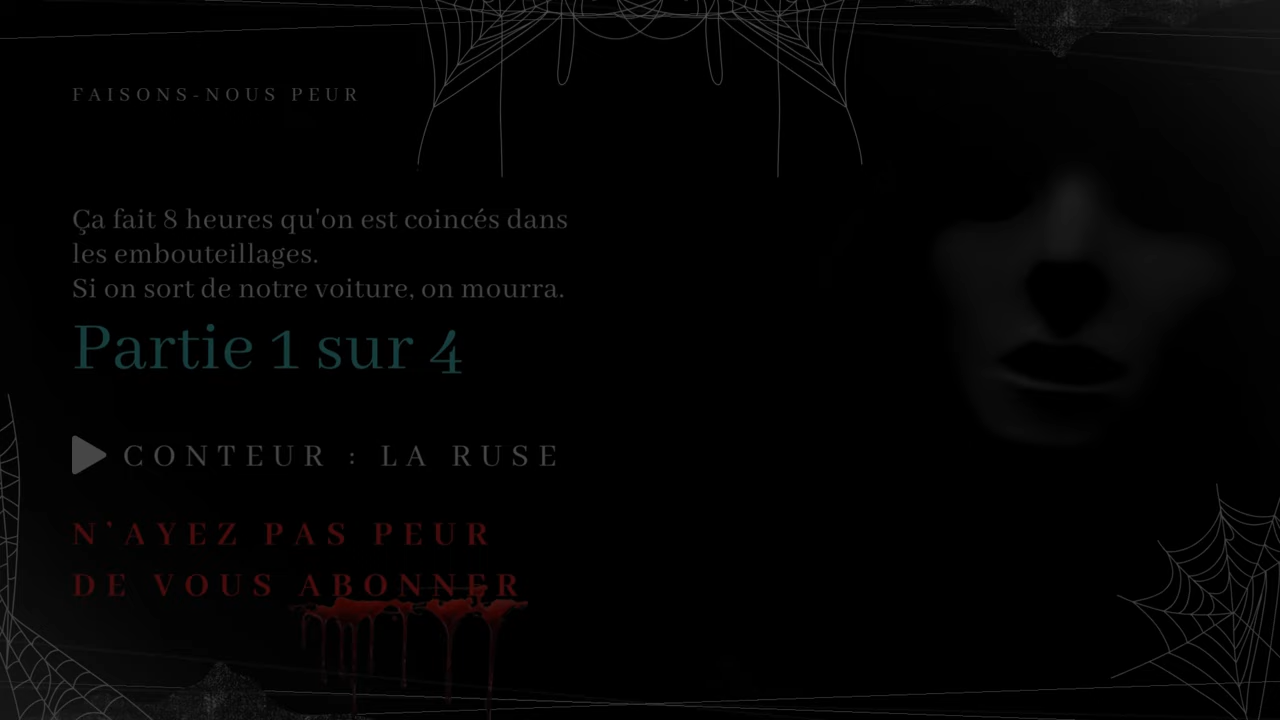 FAISONS-NOUS PEUR
Ça fait 8 heures qu'on est coincés dans
les embouteillages.
Si on sort de notre voiture, on mourra.
Partie 1 sur 4
CONTEUR : LA RUSE
N'AYEZ PAS PEUR
DE VOUS ABONNER